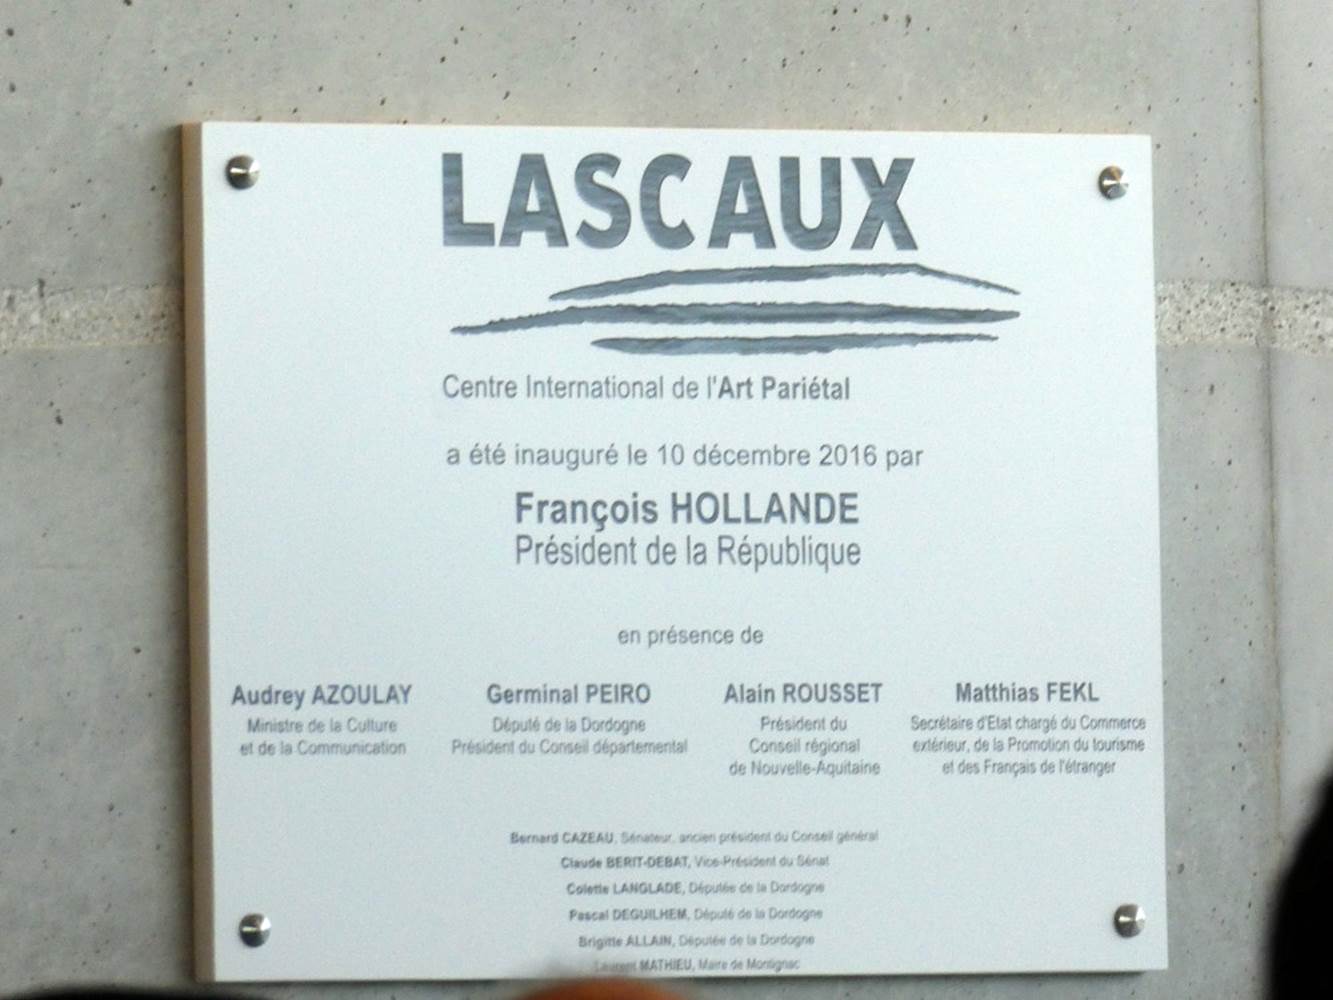 LASCAUX
Centre International de l'Art Pariétal
a été inauguré le 10 décembre 2016 par
François HOLLANDE
Président de la République
en présence de
Audrey AZOULAY
Ministre de la Culture
et de la Communication
Germinal PEIRO
Député de la Dordogne
Président du Conseil départemental
Alain ROUSSET
Président du
Conseil régional
de Nouvelle-Aquitaine
Matthias FEKL
Secrétaire d'Etat chargé du Commerce
extérieur, de la Promotion du tourisme
et des Français de l'étranger
Bernard CAZEAU, Sénateur, ancien président du Conseil général
Claude BERIT-DEBAT, Vice-Président du Sénat
Colette LANGLADE, Députée de la Dordogne
Pascal DEGUILHEM, Député de la Dordogne
Brigitte ALLAIN, Députée de la Dordogne
Laurent MATHIEU, Maire de Montignac